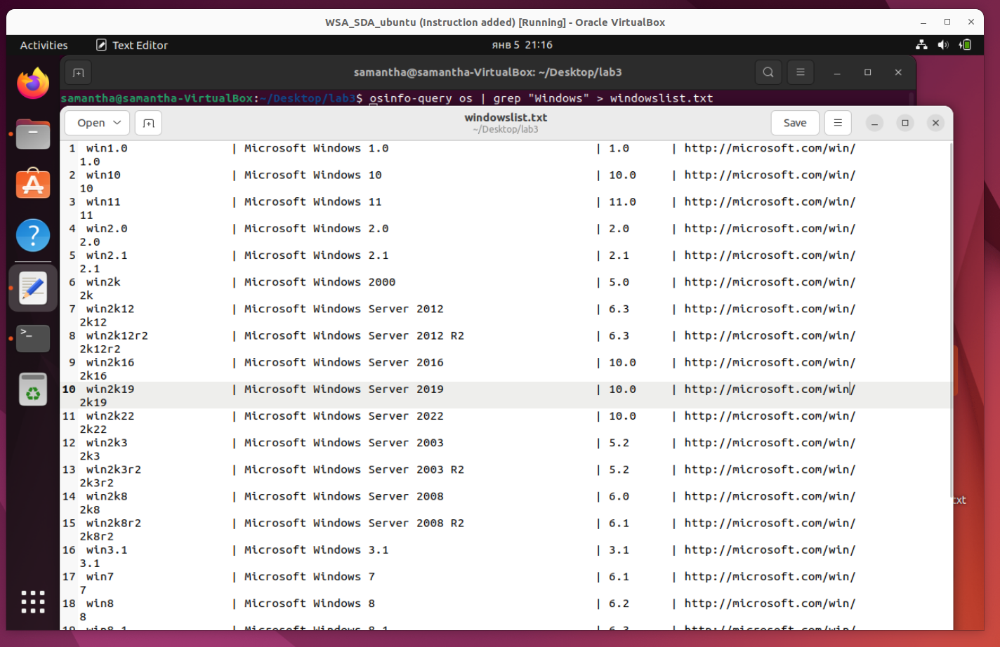 WSA_SDA_ubuntu (Instruction added) [Running] - Oracle VirtualBox
Activities Text Editor янв 5 21:16
samantha@samantha-VirtualBox: ~/Desktop/lab3
samantha@samantha-VirtualBox:~/Desktop/lab3$ osinfo-query os | grep "Windows" > windowslist.txt
Open windowslist.txt Save
~/Desktop/lab3
1 win1.0 | Microsoft Windows 1.0 | 1.0 | http://microsoft.com/win/
1.0
2 win10 | Microsoft Windows 10 | 10.0 | http://microsoft.com/win/
10
3 win11 | Microsoft Windows 11 | 11.0 | http://microsoft.com/win/
11
4 win2.0 | Microsoft Windows 2.0 | 2.0 | http://microsoft.com/win/
2.0
5 win2.1 | Microsoft Windows 2.1 | 2.1 | http://microsoft.com/win/
2.1
6 win2k | Microsoft Windows 2000 | 5.0 | http://microsoft.com/win/
2k
7 win2k12 | Microsoft Windows Server 2012 | 6.3 | http://microsoft.com/win/
2k12
8 win2k12r2 | Microsoft Windows Server 2012 R2 | 6.3 | http://microsoft.com/win/
2k12r2
9 win2k16 | Microsoft Windows Server 2016 | 10.0 | http://microsoft.com/win/
2k16
10 win2k19 | Microsoft Windows Server 2019 | 10.0 | http://microsoft.com/win/
2k19
11 win2k22 | Microsoft Windows Server 2022 | 10.0 | http://microsoft.com/win/
2k22
12 win2k3 | Microsoft Windows Server 2003 | 5.2 | http://microsoft.com/win/
2k3
13 win2k3r2 | Microsoft Windows Server 2003 R2 | 5.2 | http://microsoft.com/win/
2k3r2
14 win2k8 | Microsoft Windows Server 2008 | 6.0 | http://microsoft.com/win/
txt
2k8
15 win2k8r2 | Microsoft Windows Server 2008 R2 | 6.1 | http://microsoft.com/win/
2k8r2
16 win3.1 | Microsoft Windows 3.1 | 3.1 | http://microsoft.com/win/
3.1
17 win7 | Microsoft Windows 7 | 6.1 | http://microsoft.com/win/
7
18 win8 | Microsoft Windows 8 | 6.2 | http://microsoft.com/win/
8
19 win8.1 | Microsoft Windows 8.1 | 6.3 | http://microsoft.com/win/